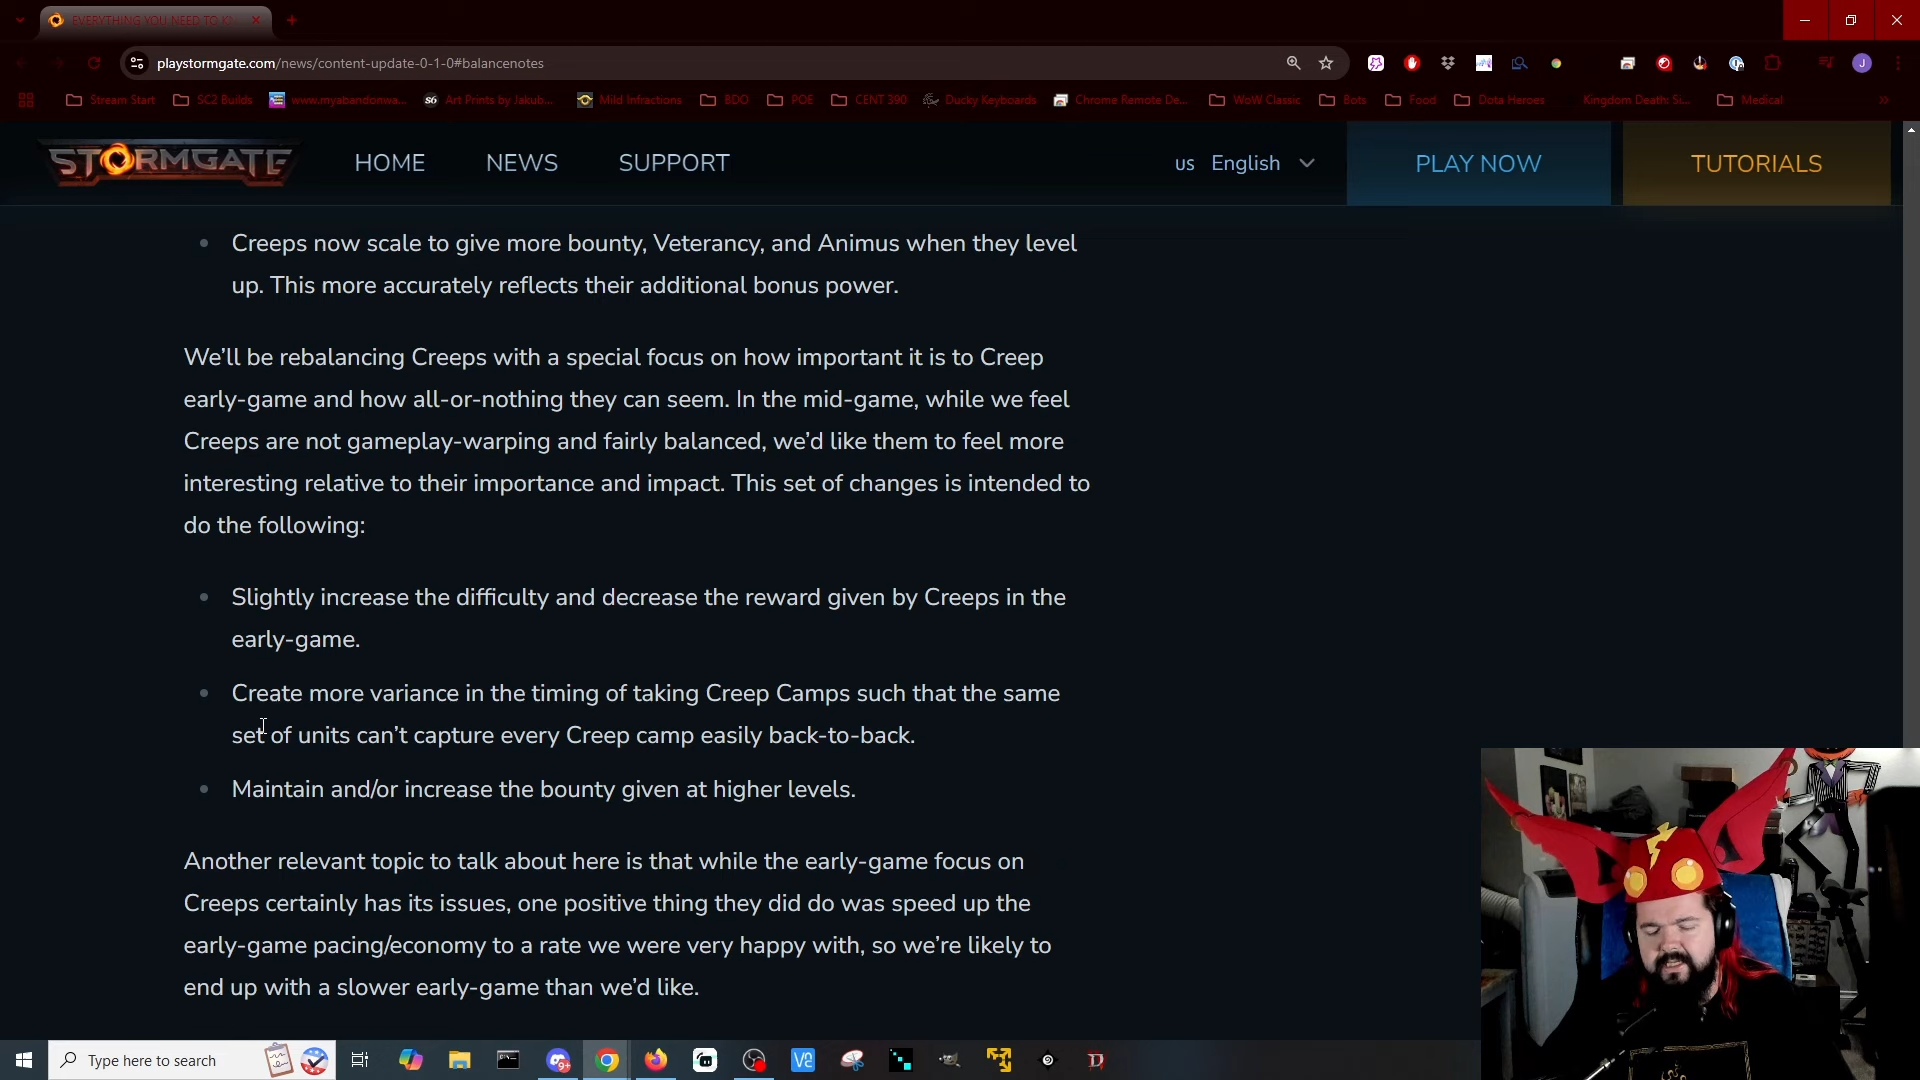 EVERYTHING YOU NEED TO K
playstormgate.com/news/content-update-0-1-0#balancenotes
Stream Start
SC2 Builds
www.myabandonwa...
Art Prints by Jakub...
Mild Infractions
BDO
POE
CENT 390
Ducky Keyboards
Chrome Remote De...
WoW Classic
Bots
Food
Dota Heroes
Kingdom Death: Si...
Medical
STORMGATE
HOME
NEWS
SUPPORT
us English
PLAY NOW
TUTORIALS
Creeps now scale to give more bounty, Veterancy, and Animus when they level
up. This more accurately reflects their additional bonus power.
We’ll be rebalancing Creeps with a special focus on how important it is to Creep
early-game and how all-or-nothing they can seem. In the mid-game, while we feel
Creeps are not gameplay-warping and fairly balanced, we’d like them to feel more
interesting relative to their importance and impact. This set of changes is intended to
do the following:
Slightly increase the difficulty and decrease the reward given by Creeps in the
early-game.
Create more variance in the timing of taking Creep Camps such that the same
set of units can’t capture every Creep camp easily back-to-back.
Maintain and/or increase the bounty given at higher levels.
Another relevant topic to talk about here is that while the early-game focus on
Creeps certainly has its issues, one positive thing they did do was speed up the
early-game pacing/economy to a rate we were very happy with, so we’re likely to
end up with a slower early-game than we’d like.
Type here to search